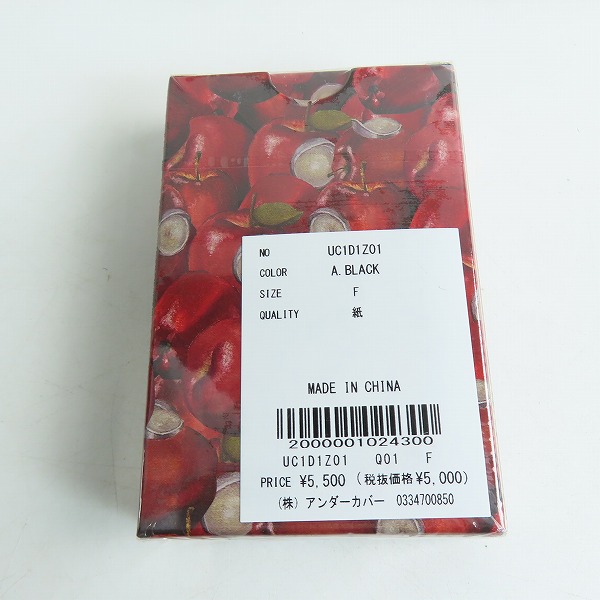 NO UC1D1Z01
COLOR A.BLACK
SIZE F
QUALITY 紙
MADE IN CHINA
2000001024300
UC1D1Z01 Q01 F
PRICE ¥5,500 (税抜価格¥5,000)
(株) アンダーカバー 0334700850